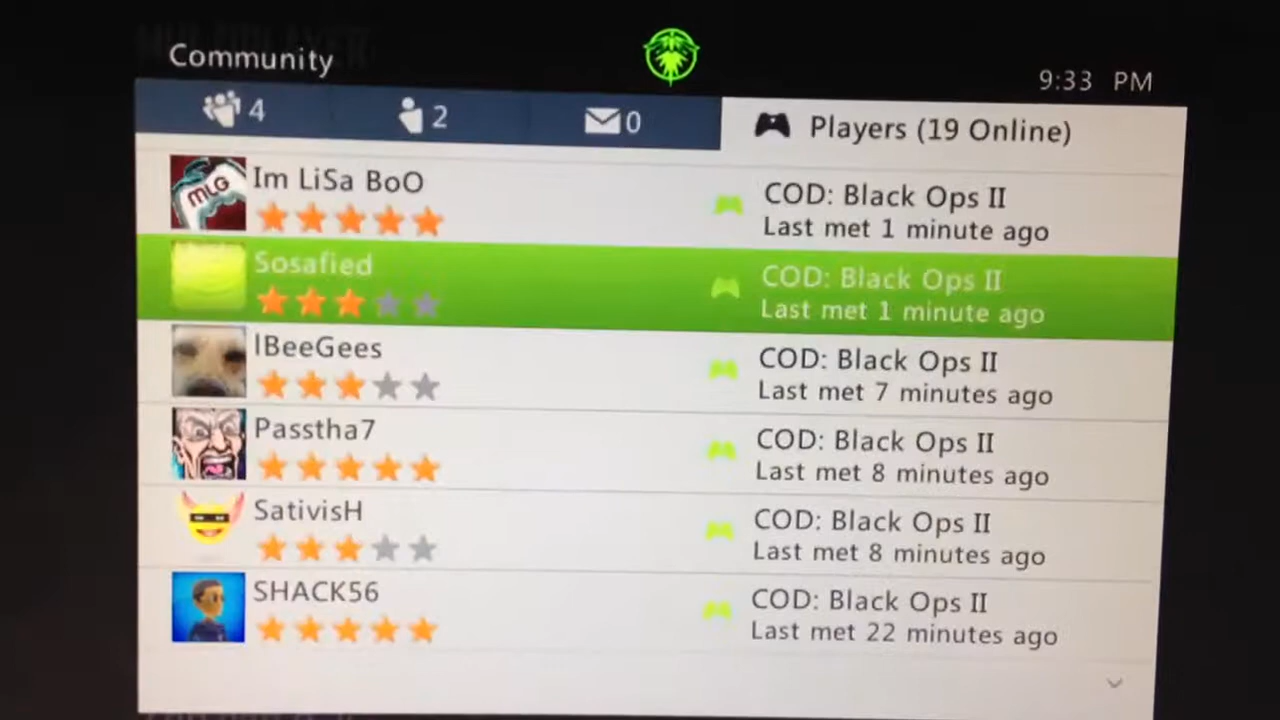 Community
9:33 PM
4
2
0
Players (19 Online)
MLG
Im LiSa BoO
COD: Black Ops II
Last met 1 minute ago
Sosafied
COD: Black Ops II
Last met 1 minute ago
IBeeGees
COD: Black Ops II
Last met 7 minutes ago
Passtha7
COD: Black Ops II
Last met 8 minutes ago
SativisH
COD: Black Ops II
Last met 8 minutes ago
SHACK56
COD: Black Ops II
Last met 22 minutes ago